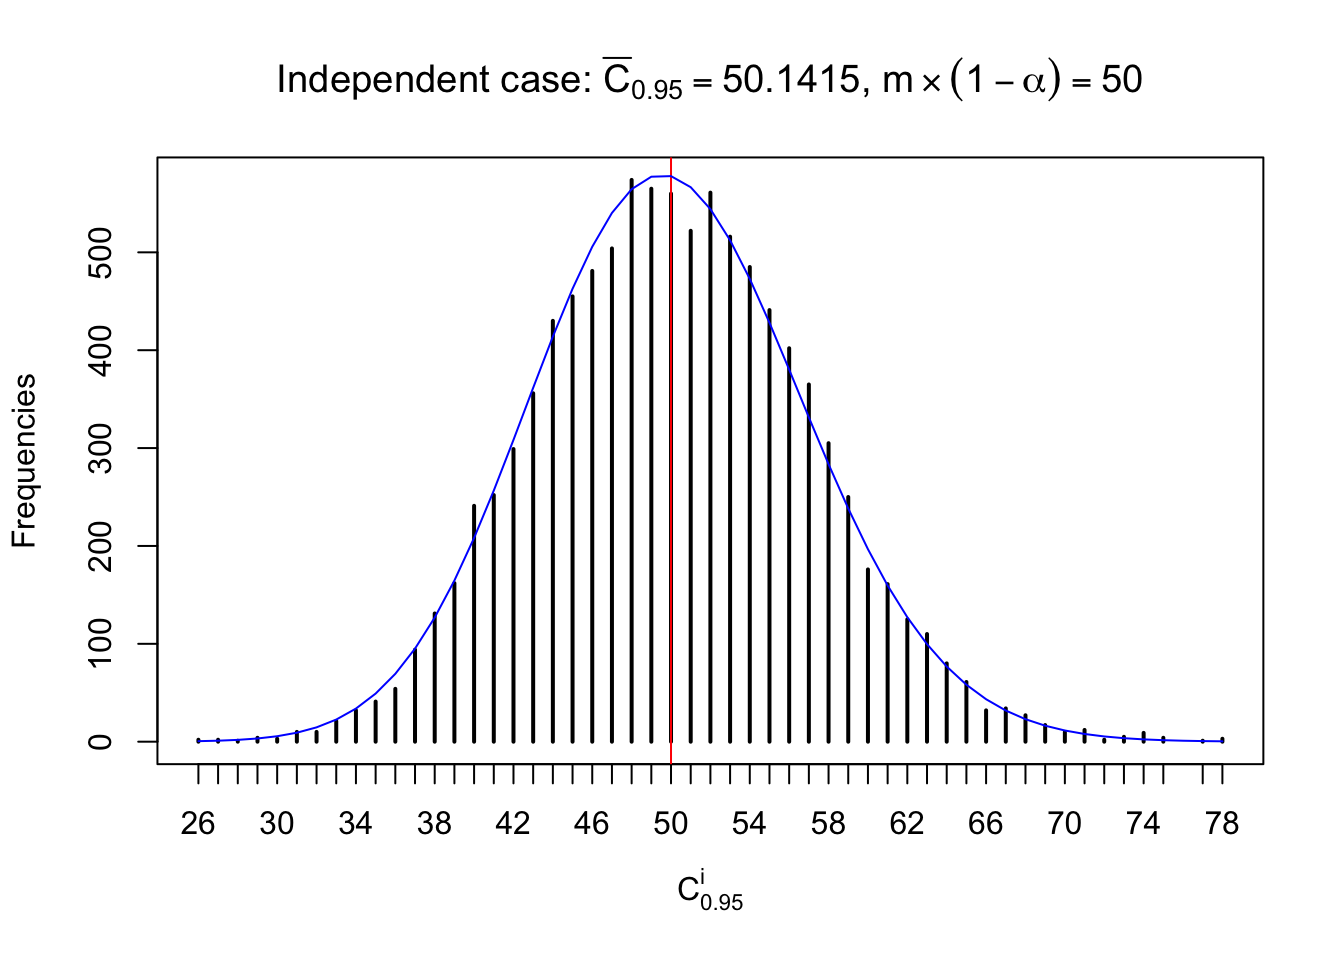 Independent case: C̅0.95 = 50.1415, m × (1 − α) = 50
Frequencies
500
400
300
200
100
0
26 30 34 38 42 46 50 54 58 62 66 70 74 78
C^i_0.95